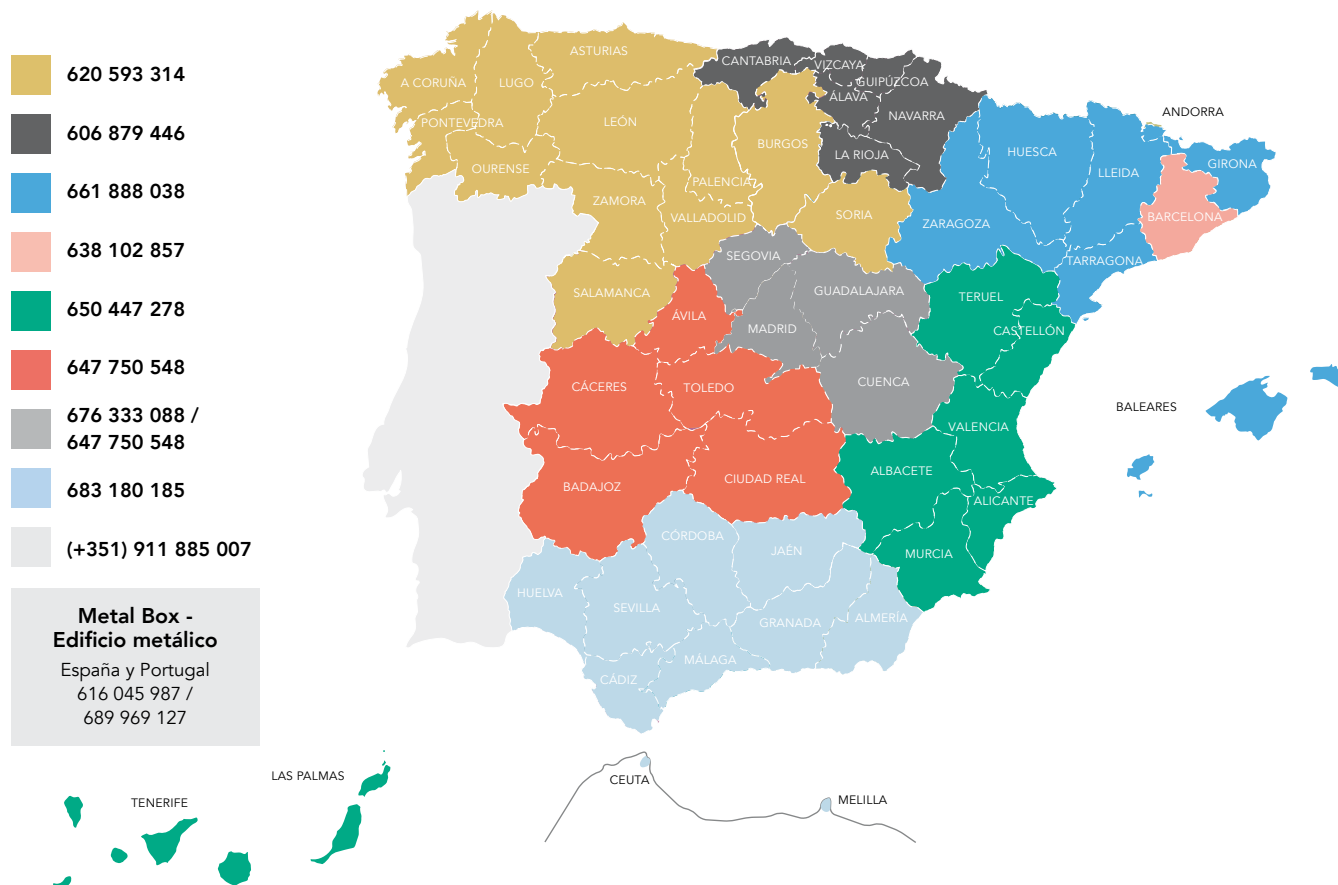 620 593 314
606 879 446
661 888 038
638 102 857
650 447 278
647 750 548
676 333 088 /
647 750 548
683 180 185
(+351) 911 885 007
Metal Box -
Edificio metálico
España y Portugal
616 045 987 /
689 969 127
A CORUÑA
LUGO
ASTURIAS
CANTABRIA
VIZCAYA
GUIPÚZCOA
ÁLAVA
NAVARRA
LA RIOJA
PONTEVEDRA
OURENSE
LEÓN
PALENCIA
BURGOS
ZAMORA
VALLADOLID
SORIA
SALAMANCA
HUESCA
LLEIDA
ANDORRA
GIRONA
BARCELONA
ZARAGOZA
TARRAGONA
SEGOVIA
GUADALAJARA
MADRID
CUENCA
ÁVILA
TERUEL
CASTELLÓN
CÁCERES
TOLEDO
BADAJOZ
CIUDAD REAL
VALENCIA
ALBACETE
ALICANTE
MURCIA
BALEARES
CÓRDOBA
JAÉN
HUELVA
SEVILLA
GRANADA
ALMERÍA
MÁLAGA
CÁDIZ
CEUTA
MELILLA
LAS PALMAS
TENERIFE